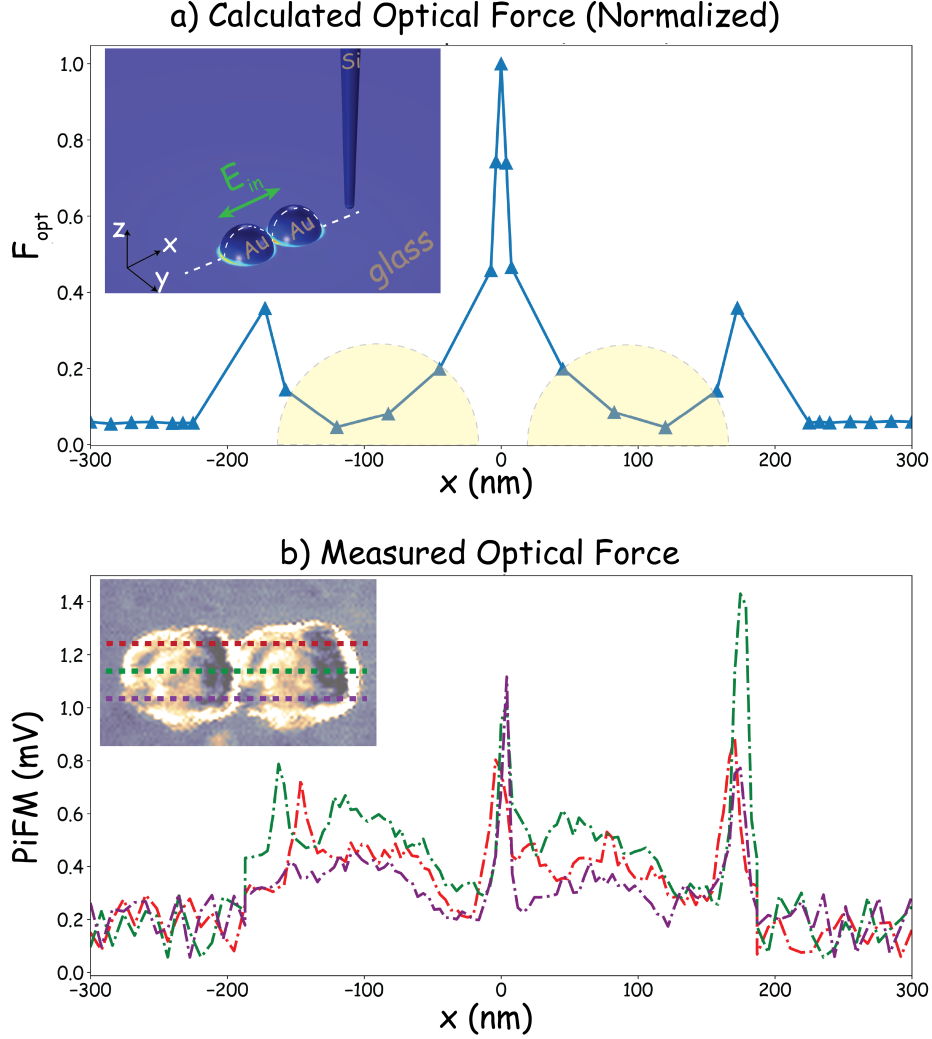 a) Calculated Optical Force (Normalized)
1.0
0.8
0.6
0.4
0.2
0.0
F_opt
Si
E_in
Au
Au
glass
z
x
y
−300
−200
−100
0
100
200
300
x (nm)
b) Measured Optical Force
1.4
1.2
1.0
0.8
0.6
0.4
0.2
0.0
PiFM (mV)
−300
−200
−100
0
100
200
300
x (nm)